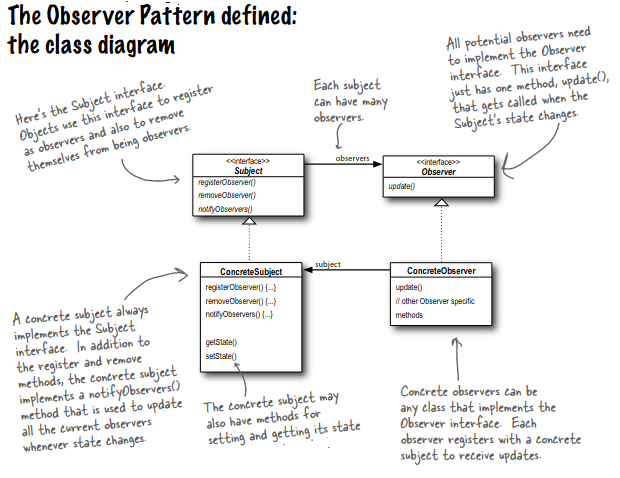 The Observer Pattern defined:
the class diagram
Here's the Subject interface.
Objects use this interface to register
as observers and also to remove
themselves from being observers.
Each subject
can have many
observers.
All potential observers need
to implement the Observer
interface. This interface
just has one method, update(),
that gets called when the
Subject's state changes.
<<interface>>
Subject
registerObserver()
removeObserver()
notifyObservers()
observers
<<interface>>
Observer
update()
ConcreteSubject
registerObserver() {...}
removeObserver() {...}
notifyObservers() {...}
getState()
setState()
subject
ConcreteObserver
update()
// other Observer specific
methods
A concrete subject always
implements the Subject
interface. In addition to
the register and remove
methods, the concrete subject
implements a notifyObservers()
method that is used to update
all the current observers
whenever state changes.
The concrete subject may
also have methods for
setting and getting its state
Concrete observers can be
any class that implements the
Observer interface. Each
observer registers with a concrete
subject to receive updates.